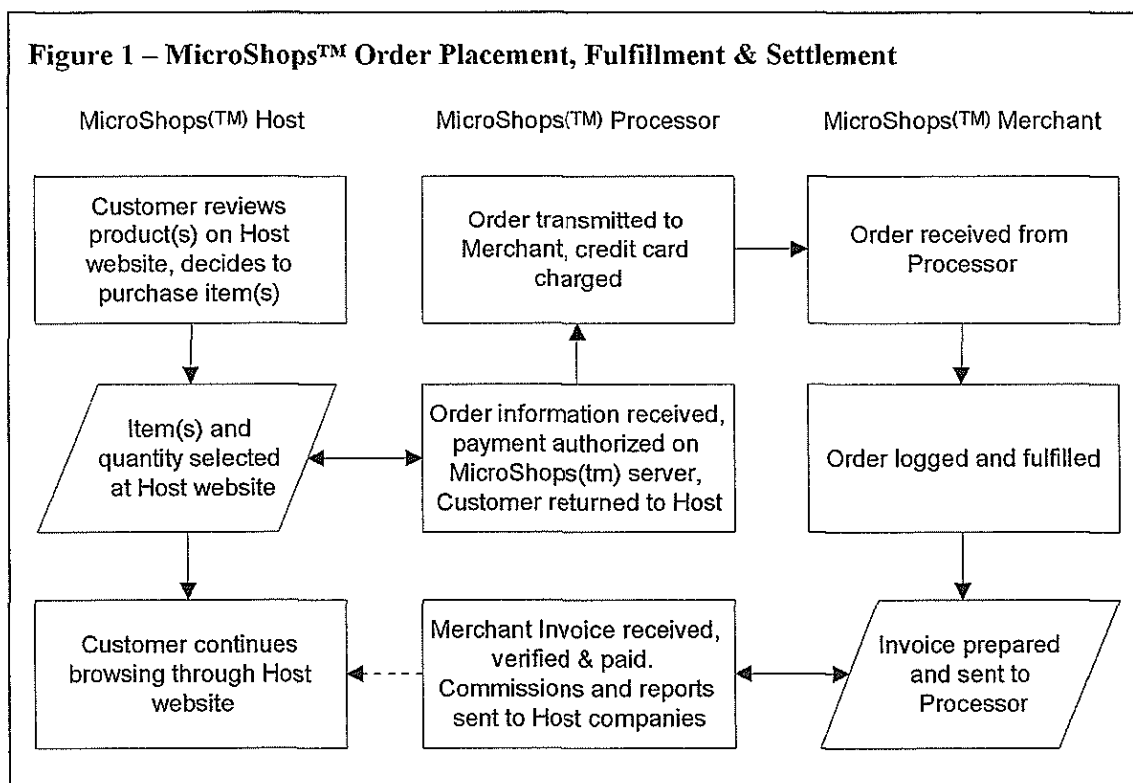 Figure 1 – MicroShops™ Order Placement, Fulfillment & Settlement
MicroShops(TM) Host
MicroShops(TM) Processor
MicroShops(TM) Merchant
Customer reviews
product(s) on Host
website, decides to
purchase item(s)
Order transmitted to
Merchant, credit card
charged
Order received from
Processor
Item(s) and
quantity selected
at Host website
Order information received,
payment authorized on
MicroShops(tm) server,
Customer returned to Host
Order logged and fulfilled
Customer continues
browsing through Host
website
Merchant Invoice received,
verified & paid.
Commissions and reports
sent to Host companies
Invoice prepared
and sent to
Processor